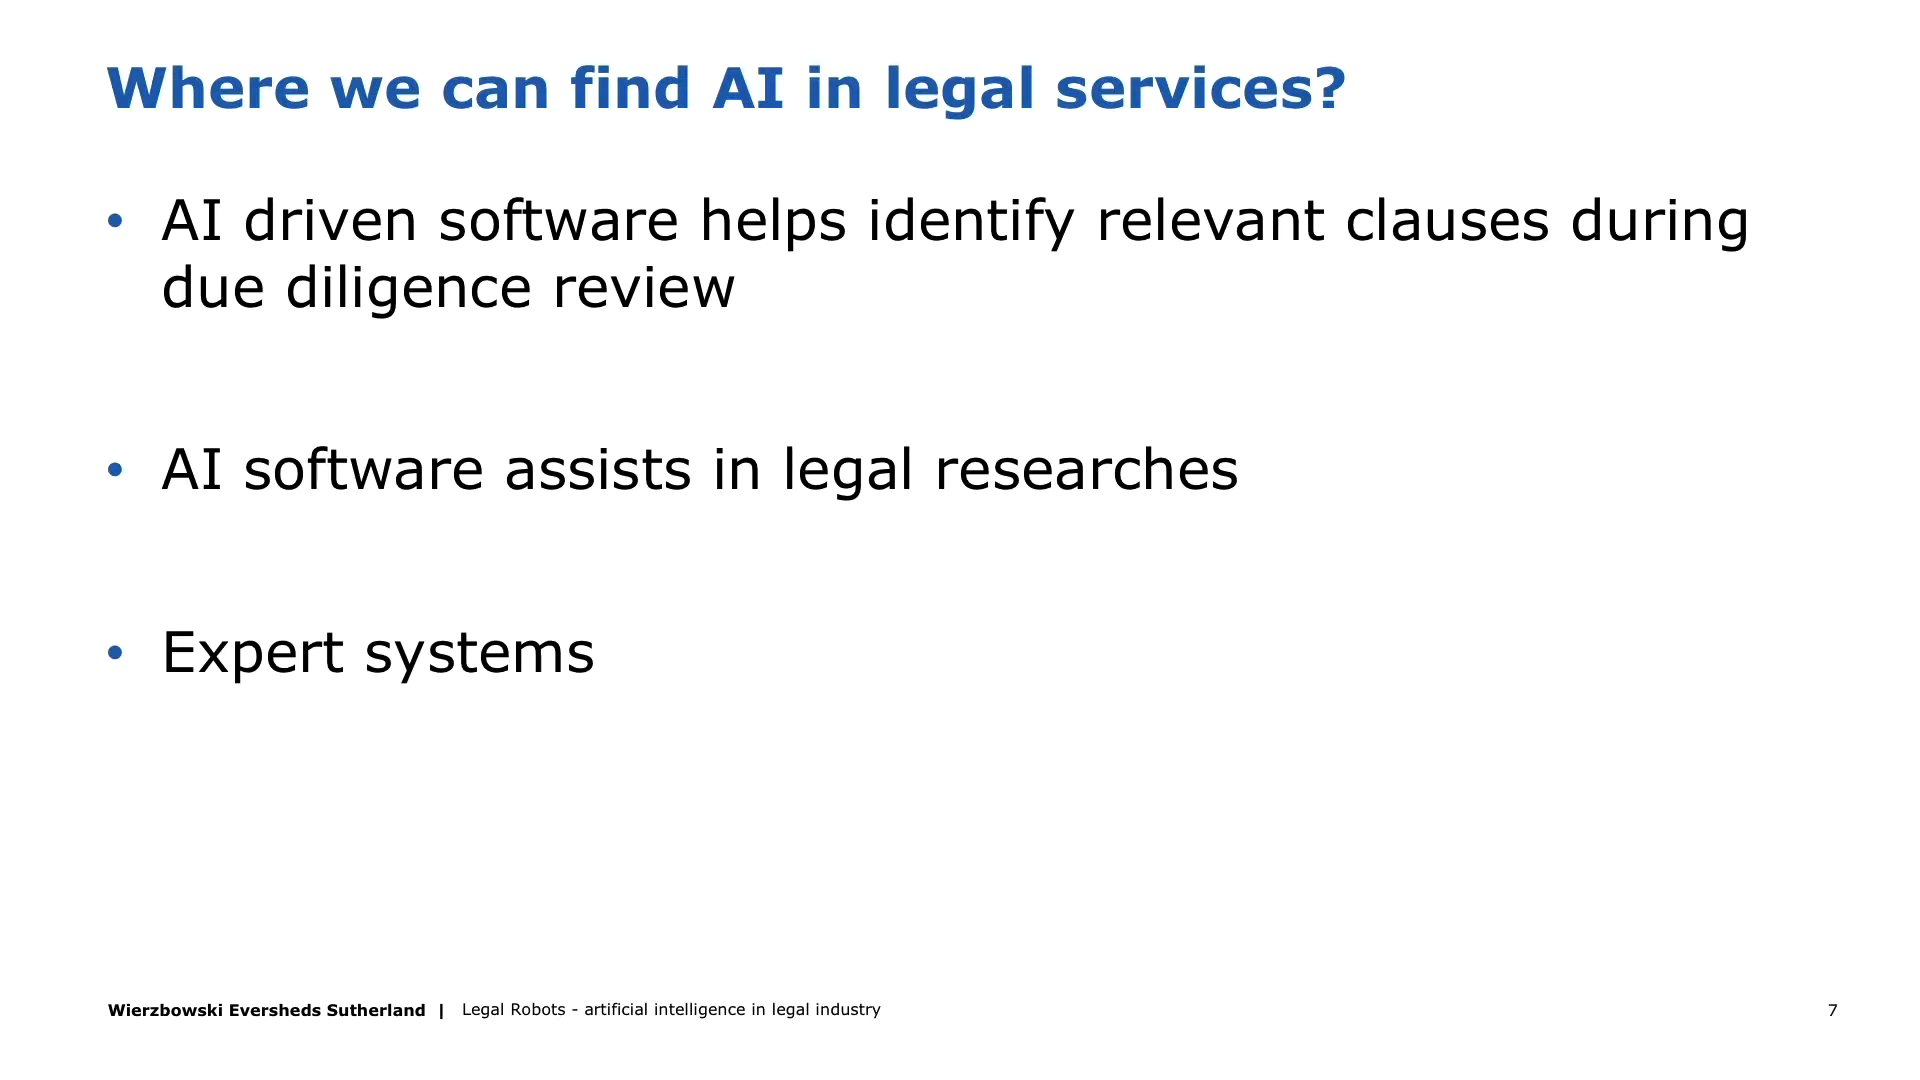 Where we can find AI in legal services?
• AI driven software helps identify relevant clauses during
due diligence review
• AI software assists in legal researches
• Expert systems
Wierzbowski Eversheds Sutherland | Legal Robots - artificial intelligence in legal industry
7